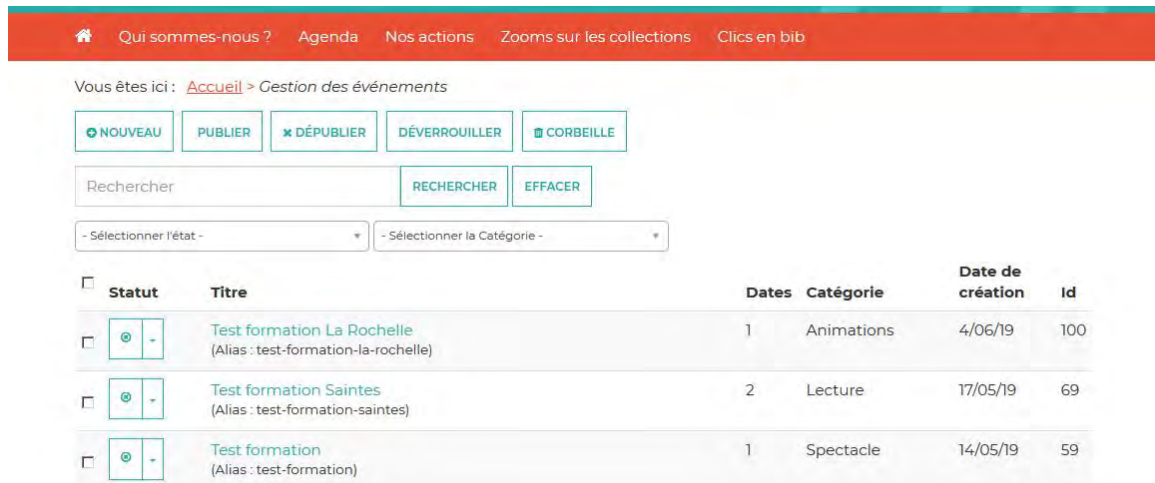 Qui sommes-nous ? Agenda Nos actions Zooms sur les collections Clics en bib
Vous êtes ici : Accueil > Gestion des événements
NOUVEAU PUBLIER DÉPUBLIER DÉVERROUILLER CORBEILLE
Rechercher RECHERCHER EFFACER
- Sélectionner l'état - - Sélectionner la Catégorie -
Statut Titre Dates Catégorie Date de création Id
Test formation La Rochelle 1 Animations 4/06/19 100
(Alias : test-formation-la-rochelle)
Test formation Saintes 2 Lecture 17/05/19 69
(Alias : test-formation-saintes)
Test formation 1 Spectacle 14/05/19 59
(Alias : test-formation)